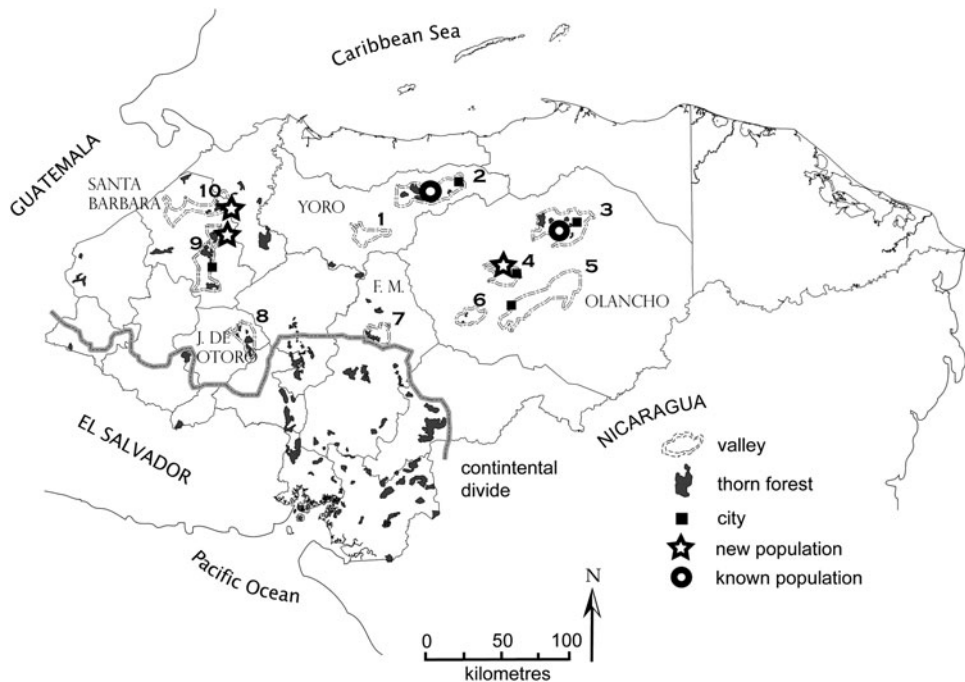 Caribbean Sea
GUATEMALA
SANTA
BARBARA
10
YORO
2
1
3
9
4
5
F. M.
6
OLANCHO
8
7
J. DE
OTORO
EL SALVADOR
NICARAGUA
contintental
divide
Pacific Ocean
valley
thorn forest
city
new population
known population
N
0 50 100
kilometres